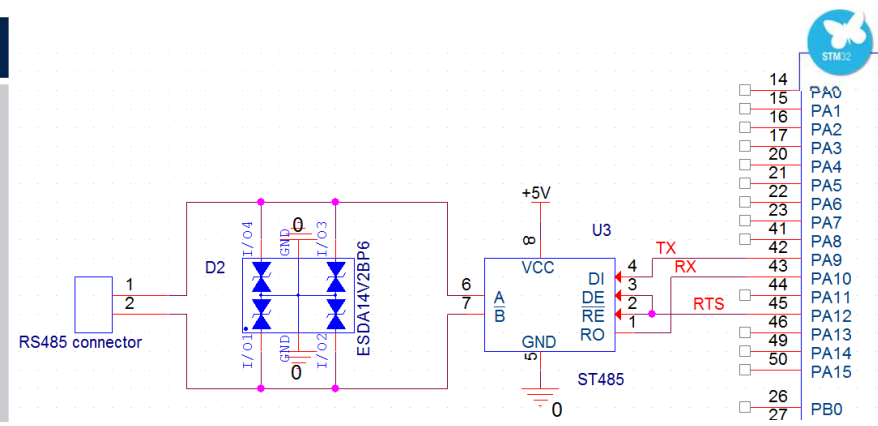 STM32
14 PA0
15 PA1
16 PA2
17 PA3
20 PA4
21 PA5
22 PA6
23 PA7
41 PA8
42 PA9
43 PA10
44 PA11
45 PA12
46 PA13
49 PA14
50 PA15
26 PB0
27
+5V
U3
8
VCC
TX
RX
RTS
4 DI
3 DE
2 RE
1 RO
6 A
7 B
GND
5
ST485
0
D2
I/O4
GND
0
I/O3
I/O1
GND
0
I/O2
ESDA14V2BP6
1
2
RS485 connector